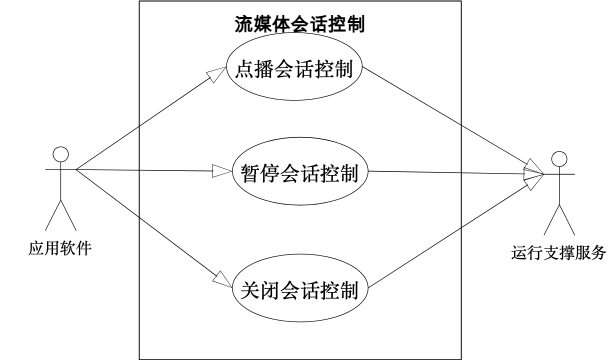 流媒体会话控制
点播会话控制
暂停会话控制
应用软件
运行支撑服务
关闭会话控制